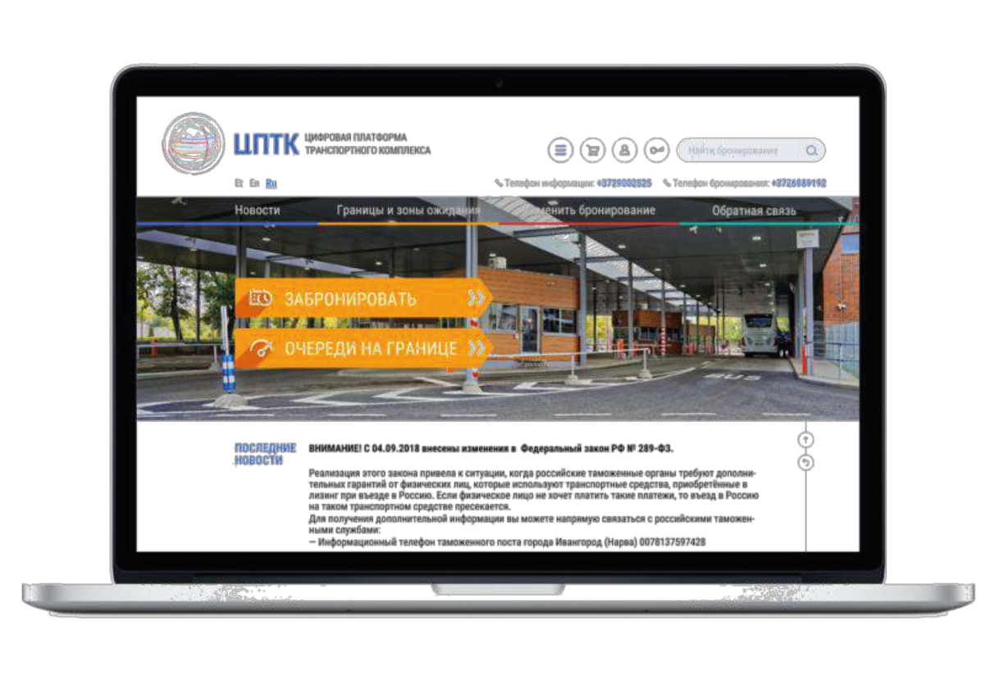 ЦПТК
ЦИФРОВАЯ ПЛАТФОРМА
ТРАНСПОРТНОГО КОМПЛЕКСА
Найти бронирование
Et En Ru
Телефон информации: +3729002525 Телефон бронирования: +3726989192
Новости Границы и зоны ожидания бронирование Обратная связь
ЗАБРОНИРОВАТЬ
ОЧЕРЕДИ НА ГРАНИЦЕ
BUS
ПОСЛЕДНИЕ
НОВОСТИ
ВНИМАНИЕ! С 04.09.2018 внесены изменения в Федеральный закон РФ № 289-ФЗ.
Реализация этого закона привела к ситуации, когда российские таможенные органы требуют дополни-
тельных гарантий от физических лиц, которые используют транспортные средства, приобретённые в
лизинг при въезде в Россию. Если физическое лицо не хочет платить такие платежи, то въезд в Россию
на таком транспортном средстве пресекается.
Для получения дополнительной информации вы можете напрямую связаться с российскими таможен-
ными службами:
— Информационный телефон таможенного поста города Ивангород (Нарва) 0078137597428